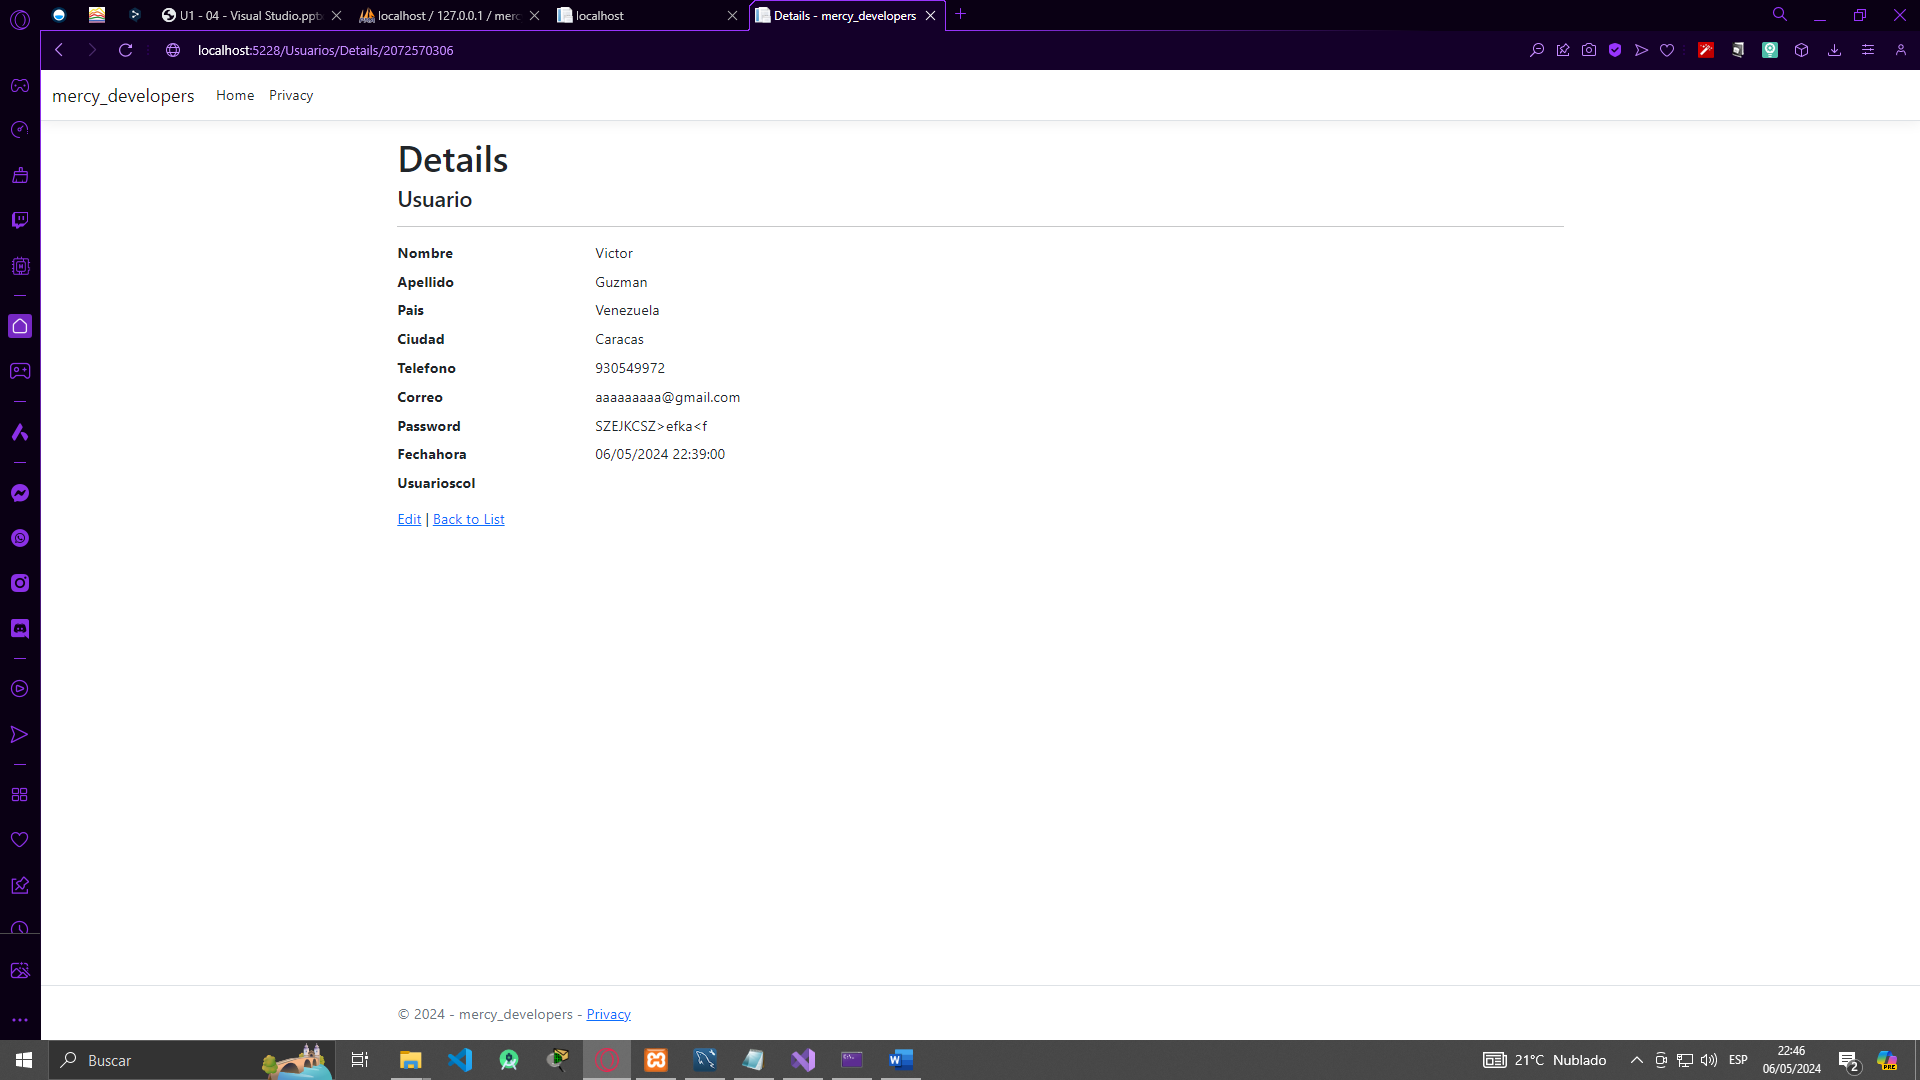 U1 - 04 - Visual Studio.pptx
localhost / 127.0.0.1 / merc
localhost
Details - mercy_developers
localhost:5228/Usuarios/Details/2072570306
mercy_developers Home Privacy
Details
Usuario
Nombre Victor
Apellido Guzman
Pais Venezuela
Ciudad Caracas
Telefono 930549972
Correo aaaaaaaaa@gmail.com
Password SZEJKCSZ>efka<f
Fechahora 06/05/2024 22:39:00
Usuarioscol
Edit | Back to List
© 2024 - mercy_developers - Privacy
Buscar
21°C Nublado
ESP
22:46
06/05/2024
2